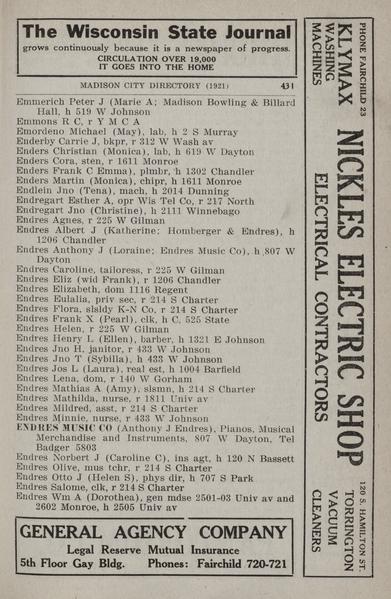 The Wisconsin State Journal
grows continuously because it is a newspaper of progress.
CIRCULATION OVER 19,000
IT GOES INTO THE HOME
MADISON CITY DIRECTORY (1921) 431
Emmerich Peter J (Marie A; Madison Bowling & Billard
Hall, h 519 W Johnson
Emmons R C, r Y M C A
Emordeno Michael (May), lab, h 2 S Murray
Enderby Carrie J, bkpr, r 312 W Wash av
Enders Christian (Monica), lab, h 619 W Dayton
Enders Cora, sten, r 1611 Monroe
Enders Frank C Emma), plmbr, h 1302 Chandler
Enders Martin (Monica), chipr, h 1611 Monroe
Endlein Jno (Tena), mach, h 2014 Dunning
Endregart Esther A, opr Wis Tel Co, r 217 North
Endregart Jno (Christine), h 2111 Winnebago
Endres Agnes, r 225 W Gilman
Endres Albert J (Katherine; Homberger & Endres), h
1206 Chandler
Endres Anthony J (Loraine; Endres Music Co), h 807 W
Dayton
Endres Caroline, tailoress, r 225 W Gilman
Endres Eliz (wid Frank), r 1206 Chandler
Endres Elizabeth, dom 1116 Regent
Endres Eulalia, priv sec, r 214 S Charter
Endres Flora, slsldy K-N Co, r 214 S Charter
Endres Frank X (Pearl), clk, h C, 525 State
Endres Helen, r 225 W Gilman
Endres Henry L (Ellen), barber, h 1321 E Johnson
Endres Jno H, janitor, r 433 W Johnson
Endres Jno T (Sybilla), h 433 W Johnson
Endres Jos L (Laura), real est, h 1004 Barfield
Endres Lena, dom, r 140 W Gorham
Endres Mathias A (Amy), slsmn, h 214 S Charter
Endres Mathilda, nurse, r 1811 Univ av
Endres Mildred, asst, r 214 S Charter
Endres Minnie, nurse, r 433 W Johnson
ENDRES MUSIC CO (Anthony J Endres), Pianos, Musical
Merchandise and Instruments, 807 W Dayton, Tel
Badger 5803
Endres Norbert J (Caroline C), ins agt, h 120 N Bassett
Endres Olive, mus tchr, r 214 S Charter
Endres Otto J (Helen S), phys dir, h 707 S Park
Endres Salome, clk, r 214 S Charter
Endres Wm A (Dorothea), gen mdse 2501-03 Univ av and
2602 Monroe, h 2505 Univ av
GENERAL AGENCY COMPANY
Legal Reserve Mutual Insurance
5th Floor Gay Bldg. Phones: Fairchild 720-721
PHONE FAIRCHILD 23
KLYMAX
WASHING
MACHINES
NICKLES ELECTRIC SHOP
ELECTRICAL CONTRACTORS
120 S. HAMILTON ST.
TORRINGTON
VACUUM
CLEANERS